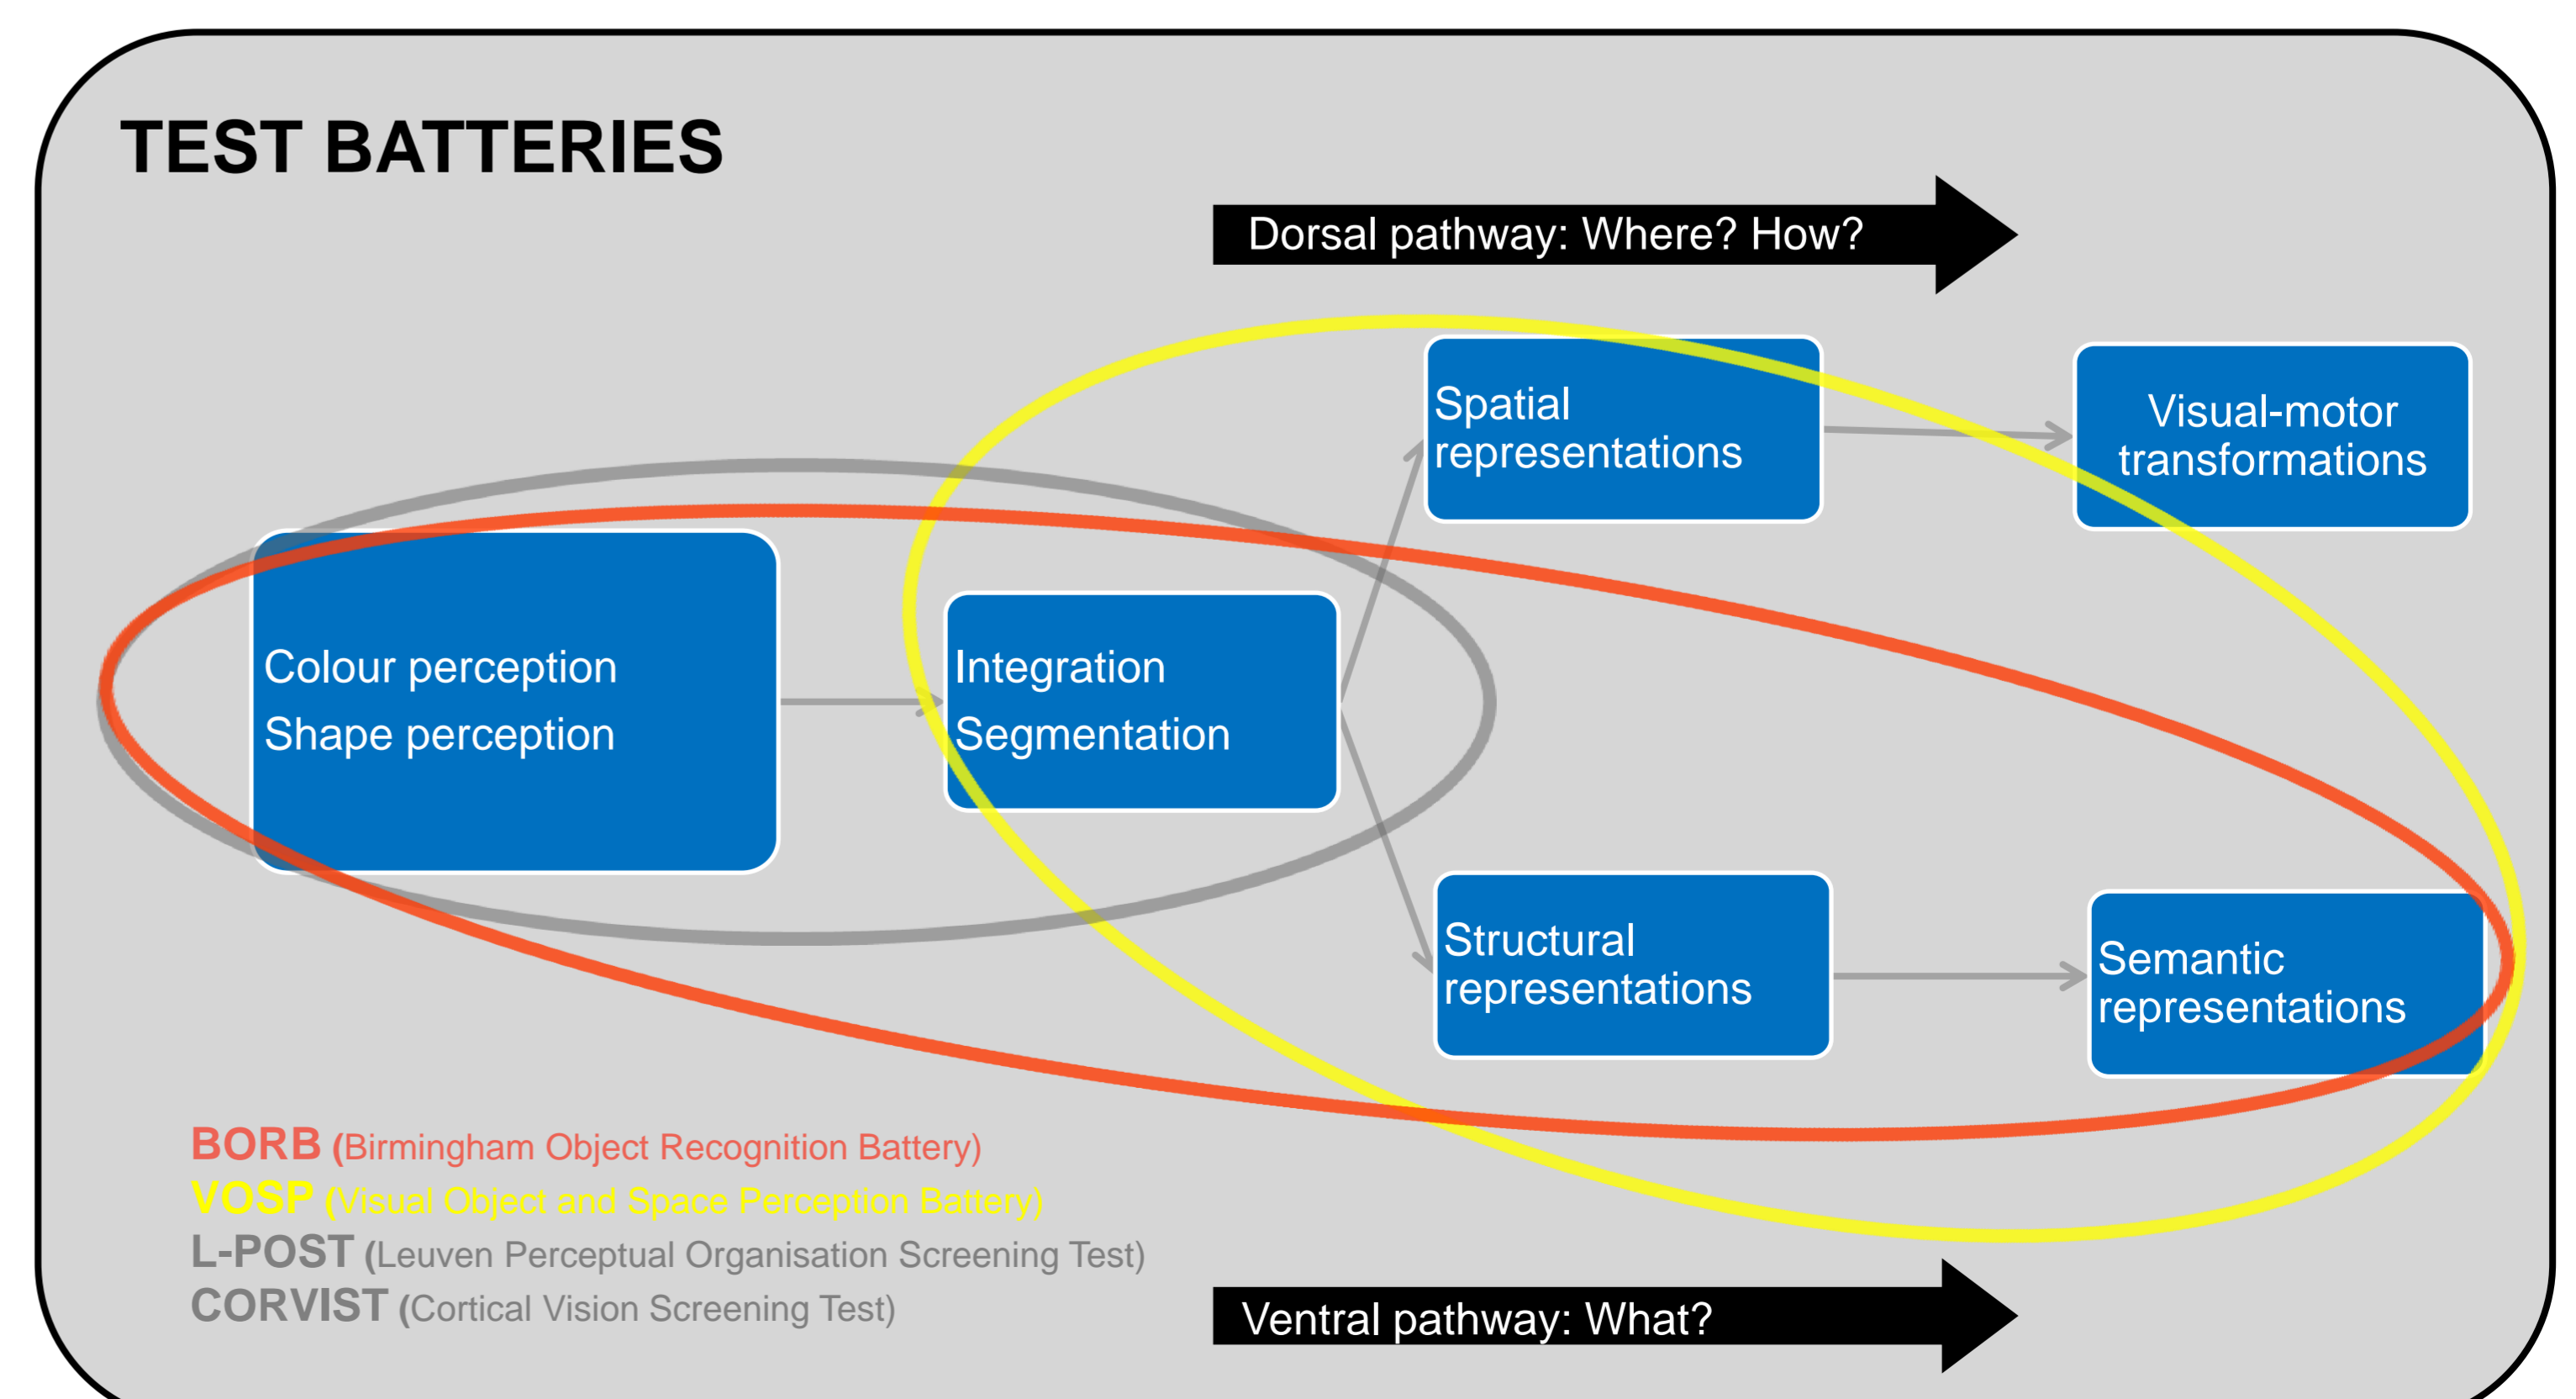 TEST BATTERIES
Dorsal pathway: Where? How?
Spatial
representations
Visual-motor
transformations
Colour perception
Shape perception
Integration
Segmentation
Structural
representations
Semantic
representations
BORB (Birmingham Object Recognition Battery)
VOSP (Visual Object and Space Perception Battery)
L-POST (Leuven Perceptual Organisation Screening Test)
CORVIST (Cortical Vision Screening Test)
Ventral pathway: What?